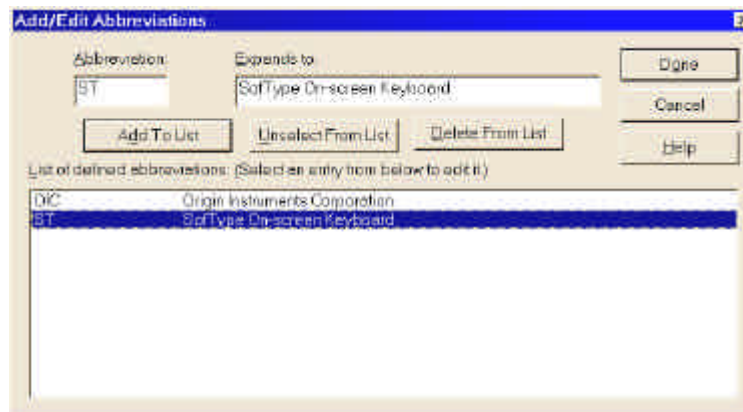 Add/Edit Abbreviations
Abbreviation
Expands to
Done
ST
SofType On-screen Keyboard
Cancel
Add To List
Unselect From List
Delete From List
Help
List of defined abbreviations: (Select an entry from below to edit it.)
OIC Origin Instruments Corporation
ST SofType On-screen Keyboard